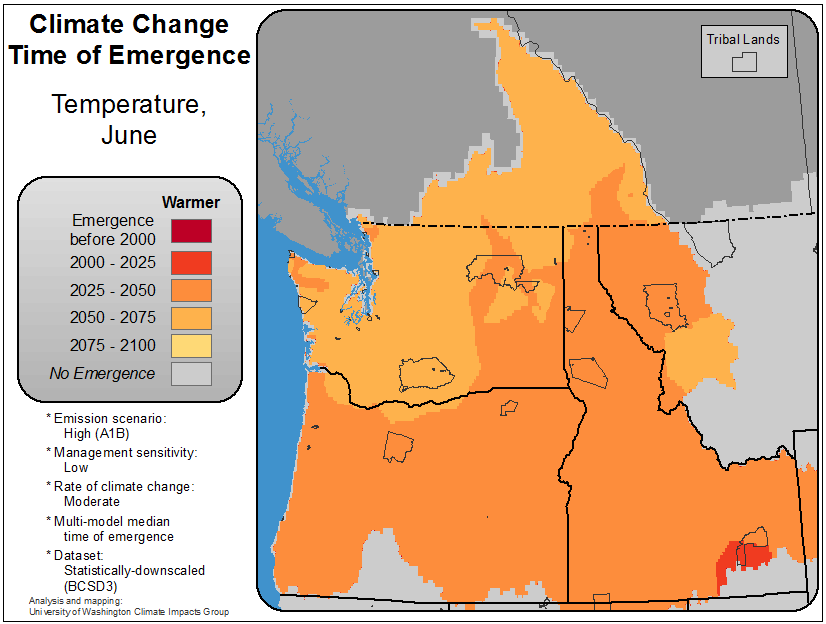 Climate Change
Time of Emergence
Temperature,
June
Warmer
Emergence
before 2000
2000 - 2025
2025 - 2050
2050 - 2075
2075 - 2100
No Emergence
* Emission scenario:
High (A1B)
* Management sensitivity:
Low
* Rate of climate change:
Moderate
* Multi-model median
time of emergence
* Dataset:
Statistically-downscaled
(BCSD3)
Analysis and mapping:
University of Washington Climate Impacts Group
Tribal Lands